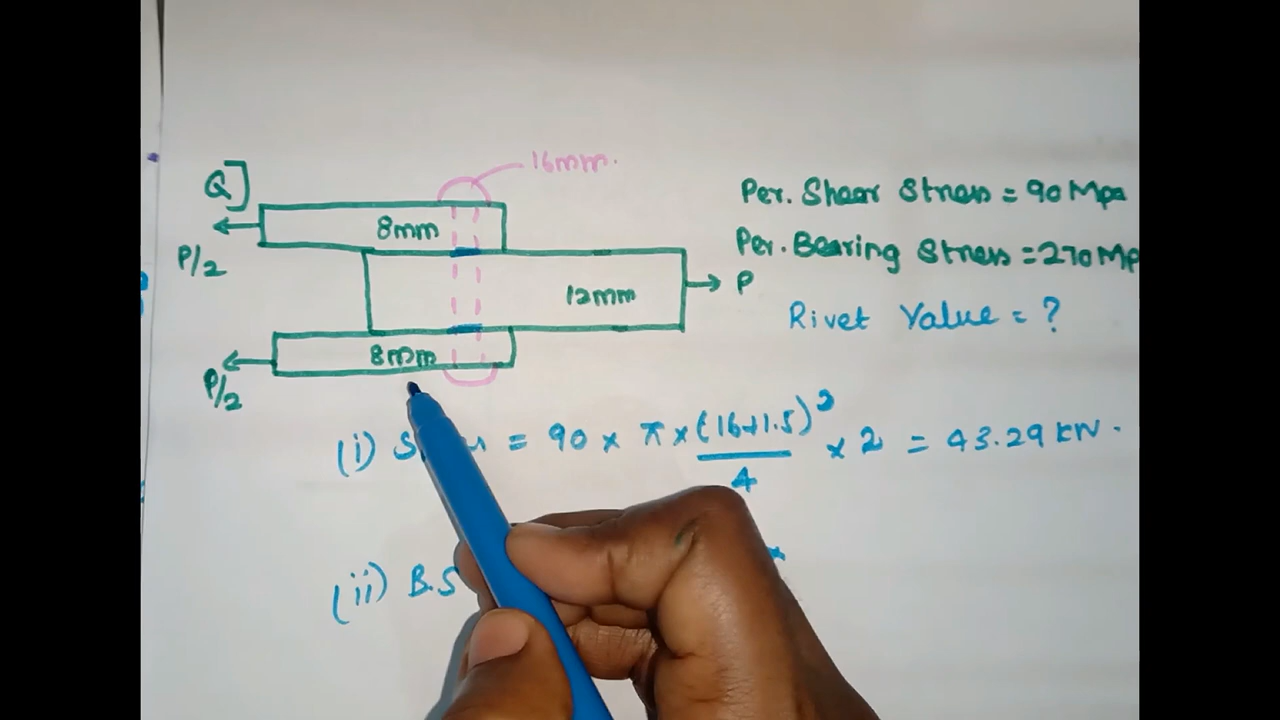 16mm.
Q]
8mm
P/2
12mm
P
8mm
P/2
Per. Shear Stress = 90 Mpa
Per. Bearing Stress = 270 Mp
Rivet Value = ?
(i) = 90 × π × (16+1.5)² / 4 × 2 = 43.29 KN.
(ii) B.S